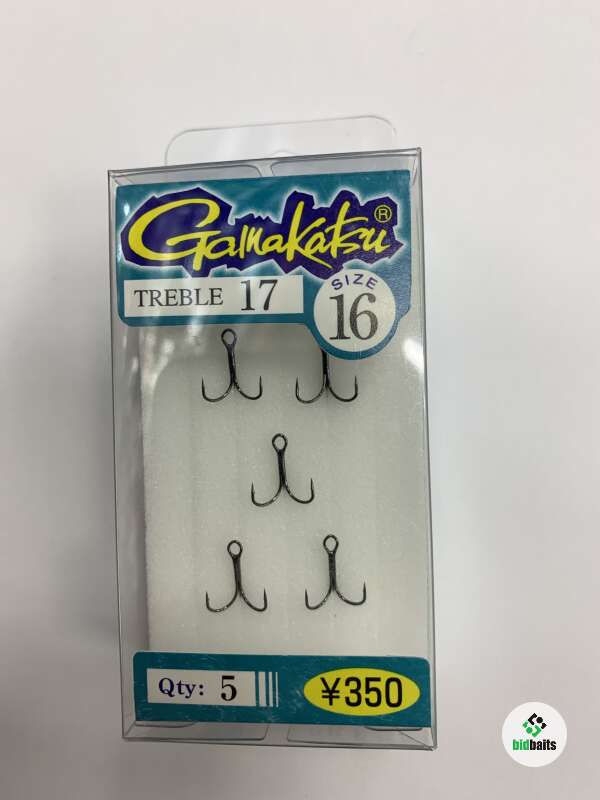 Gamakatsu®
TREBLE 17
SIZE
16
Qty: 5
¥350
bidbaits